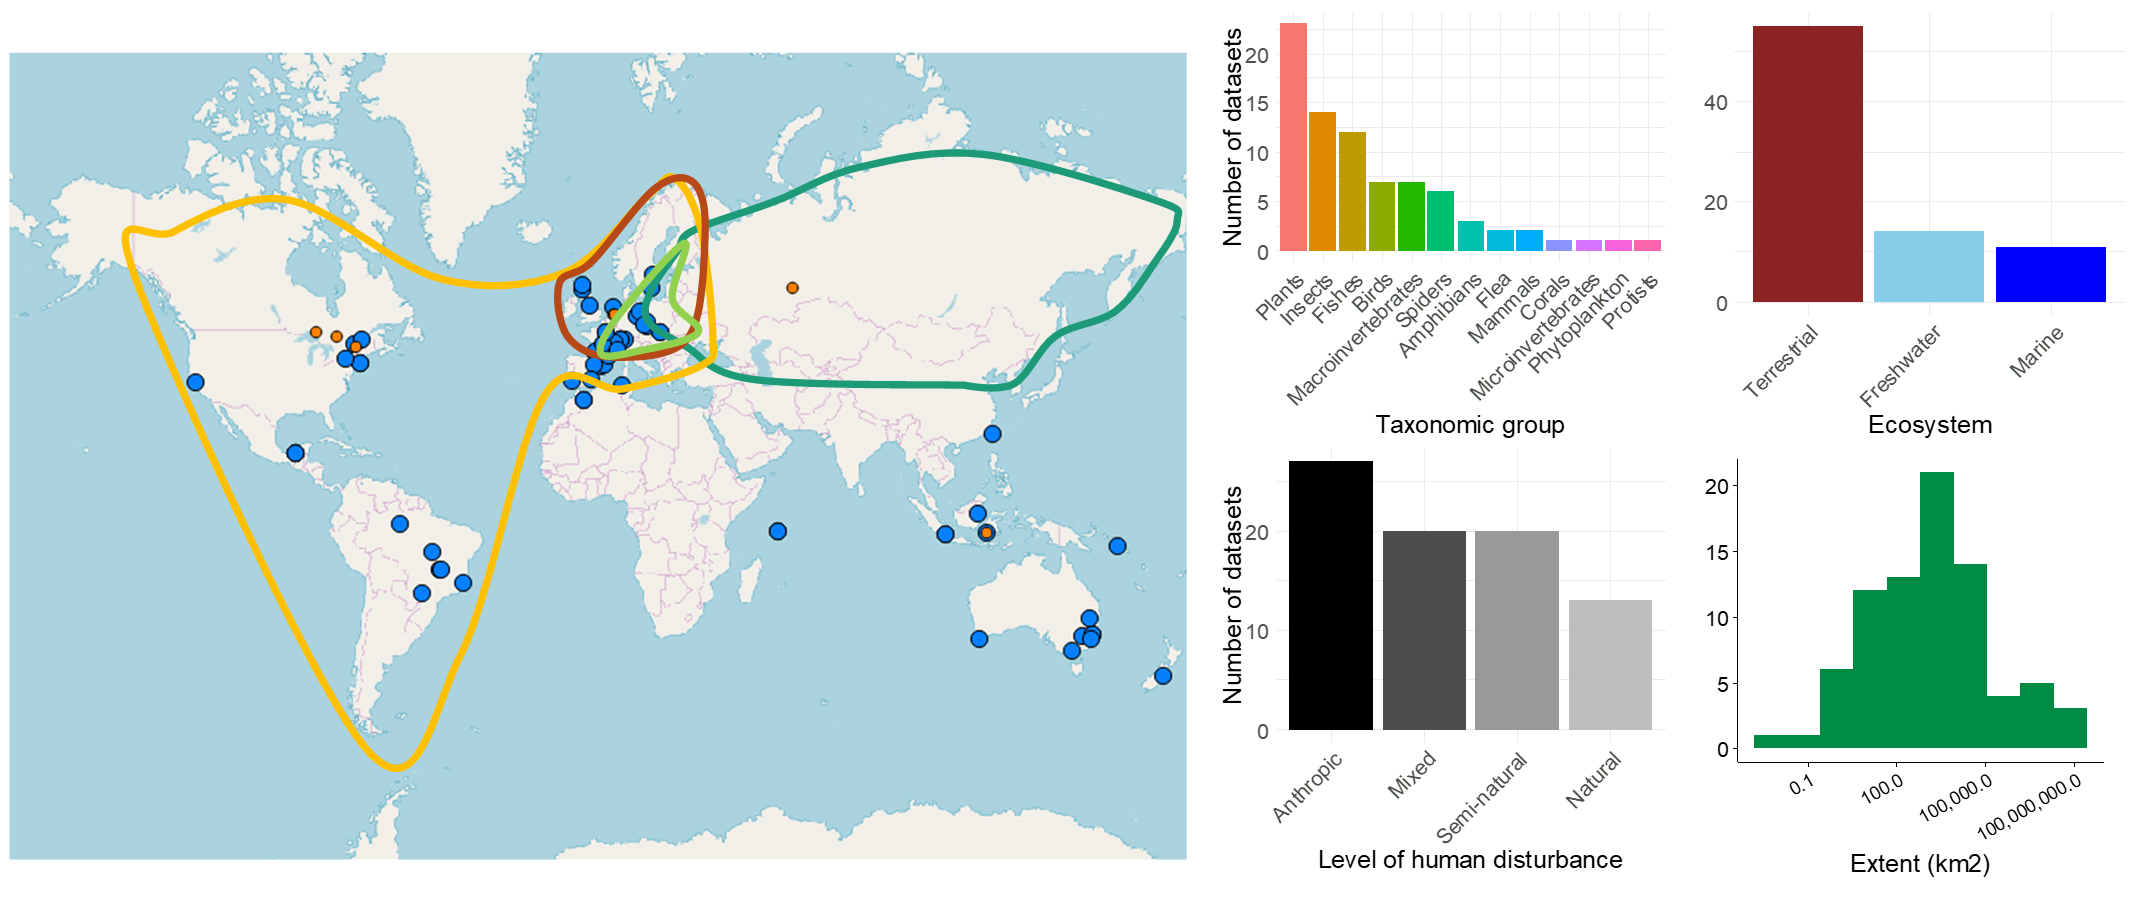 Number of datasets
20
15
10
5
0
Plants
Insects
Fishes
Birds
Macroinvertebrates
Spiders
Amphibians
Flea
Mammals
Corals
Microinvertebrates
Phytoplankton
Protists
Taxonomic group
40
20
0
Terrestrial
Freshwater
Marine
Ecosystem
Number of datasets
20
10
0
Anthropic
Mixed
Semi-natural
Natural
Level of human disturbance
20
15
10
5
0
0.1
100.0
100,000.0
100,000,000.0
Extent (km2)